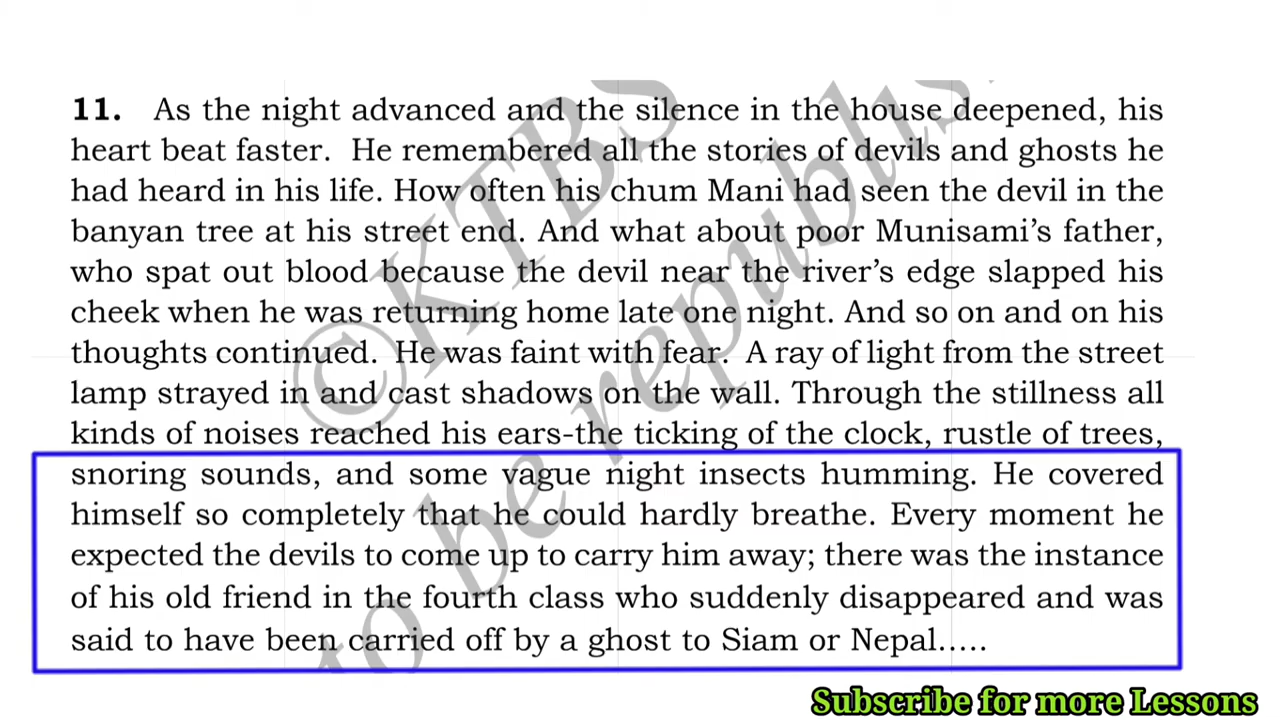 11. As the night advanced and the silence in the house deepened, his
heart beat faster. He remembered all the stories of devils and ghosts he
had heard in his life. How often his chum Mani had seen the devil in the
banyan tree at his street end. And what about poor Munisami's father,
who spat out blood because the devil near the river's edge slapped his
cheek when he was returning home late one night. And so on and on his
thoughts continued. He was faint with fear. A ray of light from the street
lamp strayed in and cast shadows on the wall. Through the stillness all
kinds of noises reached his ears-the ticking of the clock, rustle of trees,
snoring sounds, and some vague night insects humming. He covered
himself so completely that he could hardly breathe. Every moment he
expected the devils to come up to carry him away; there was the instance
of his old friend in the fourth class who suddenly disappeared and was
said to have been carried off by a ghost to Siam or Nepal.....
©KTBS
to be republis
Subscribe for more Lessons